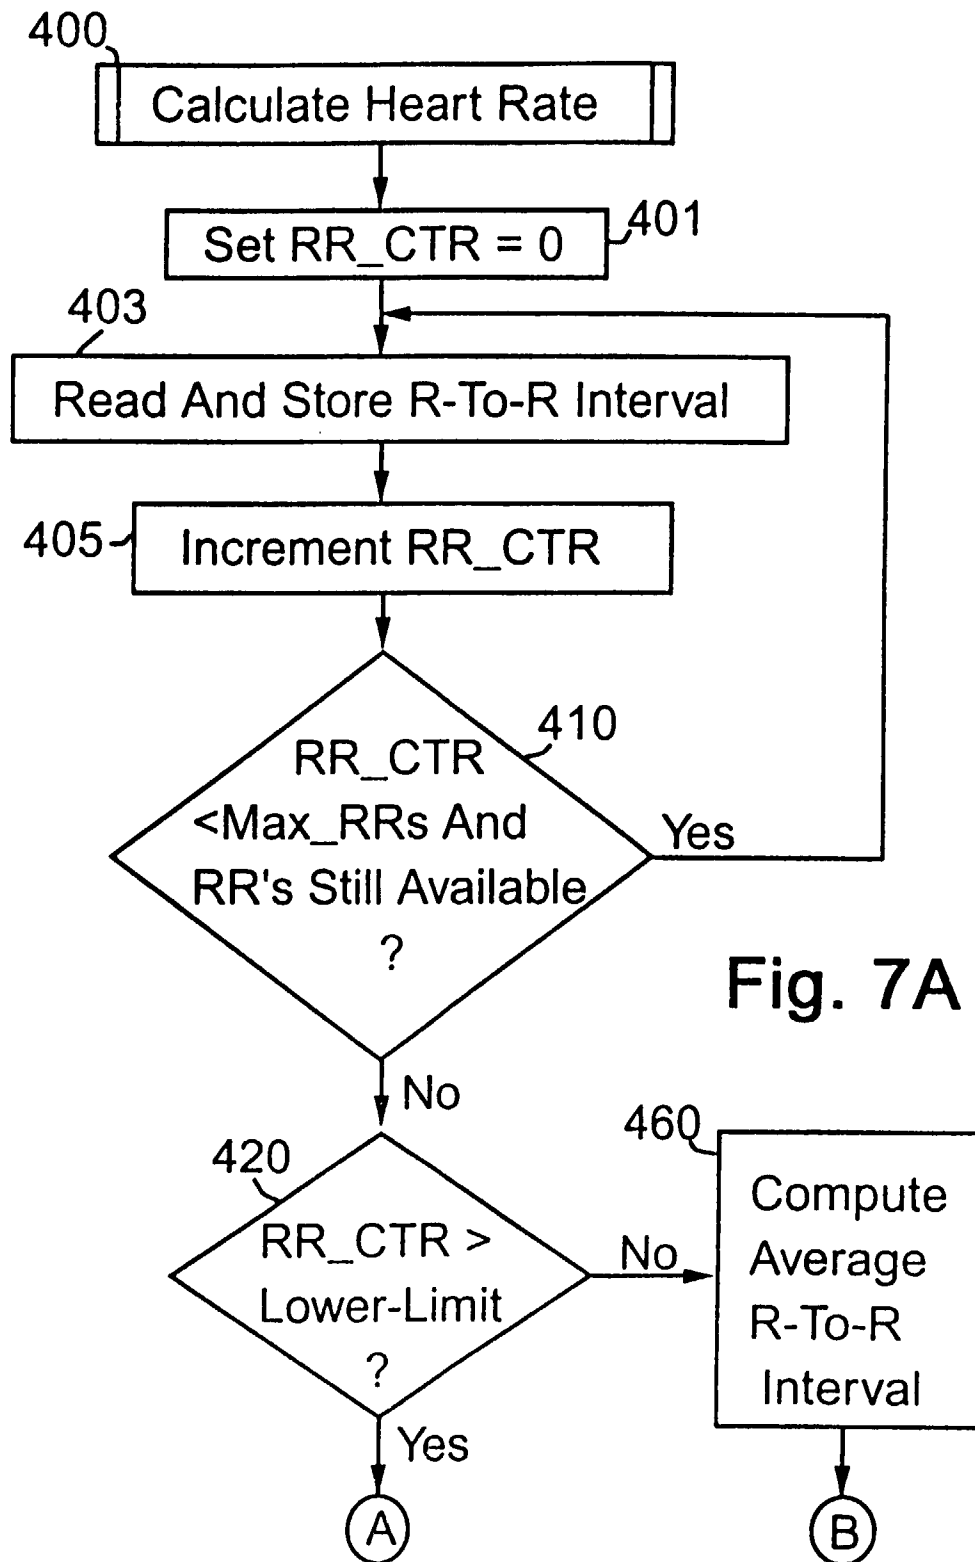 400
Calculate Heart Rate
Set RR_CTR = 0
401
403
Read And Store R-To-R Interval
405
Increment RR_CTR
410
RR_CTR
<Max_RRs And
RR's Still Available
?
Yes
Fig. 7A
No
420
RR_CTR >
Lower-Limit
?
No
460
Compute
Average
R-To-R
Interval
Yes
A
B